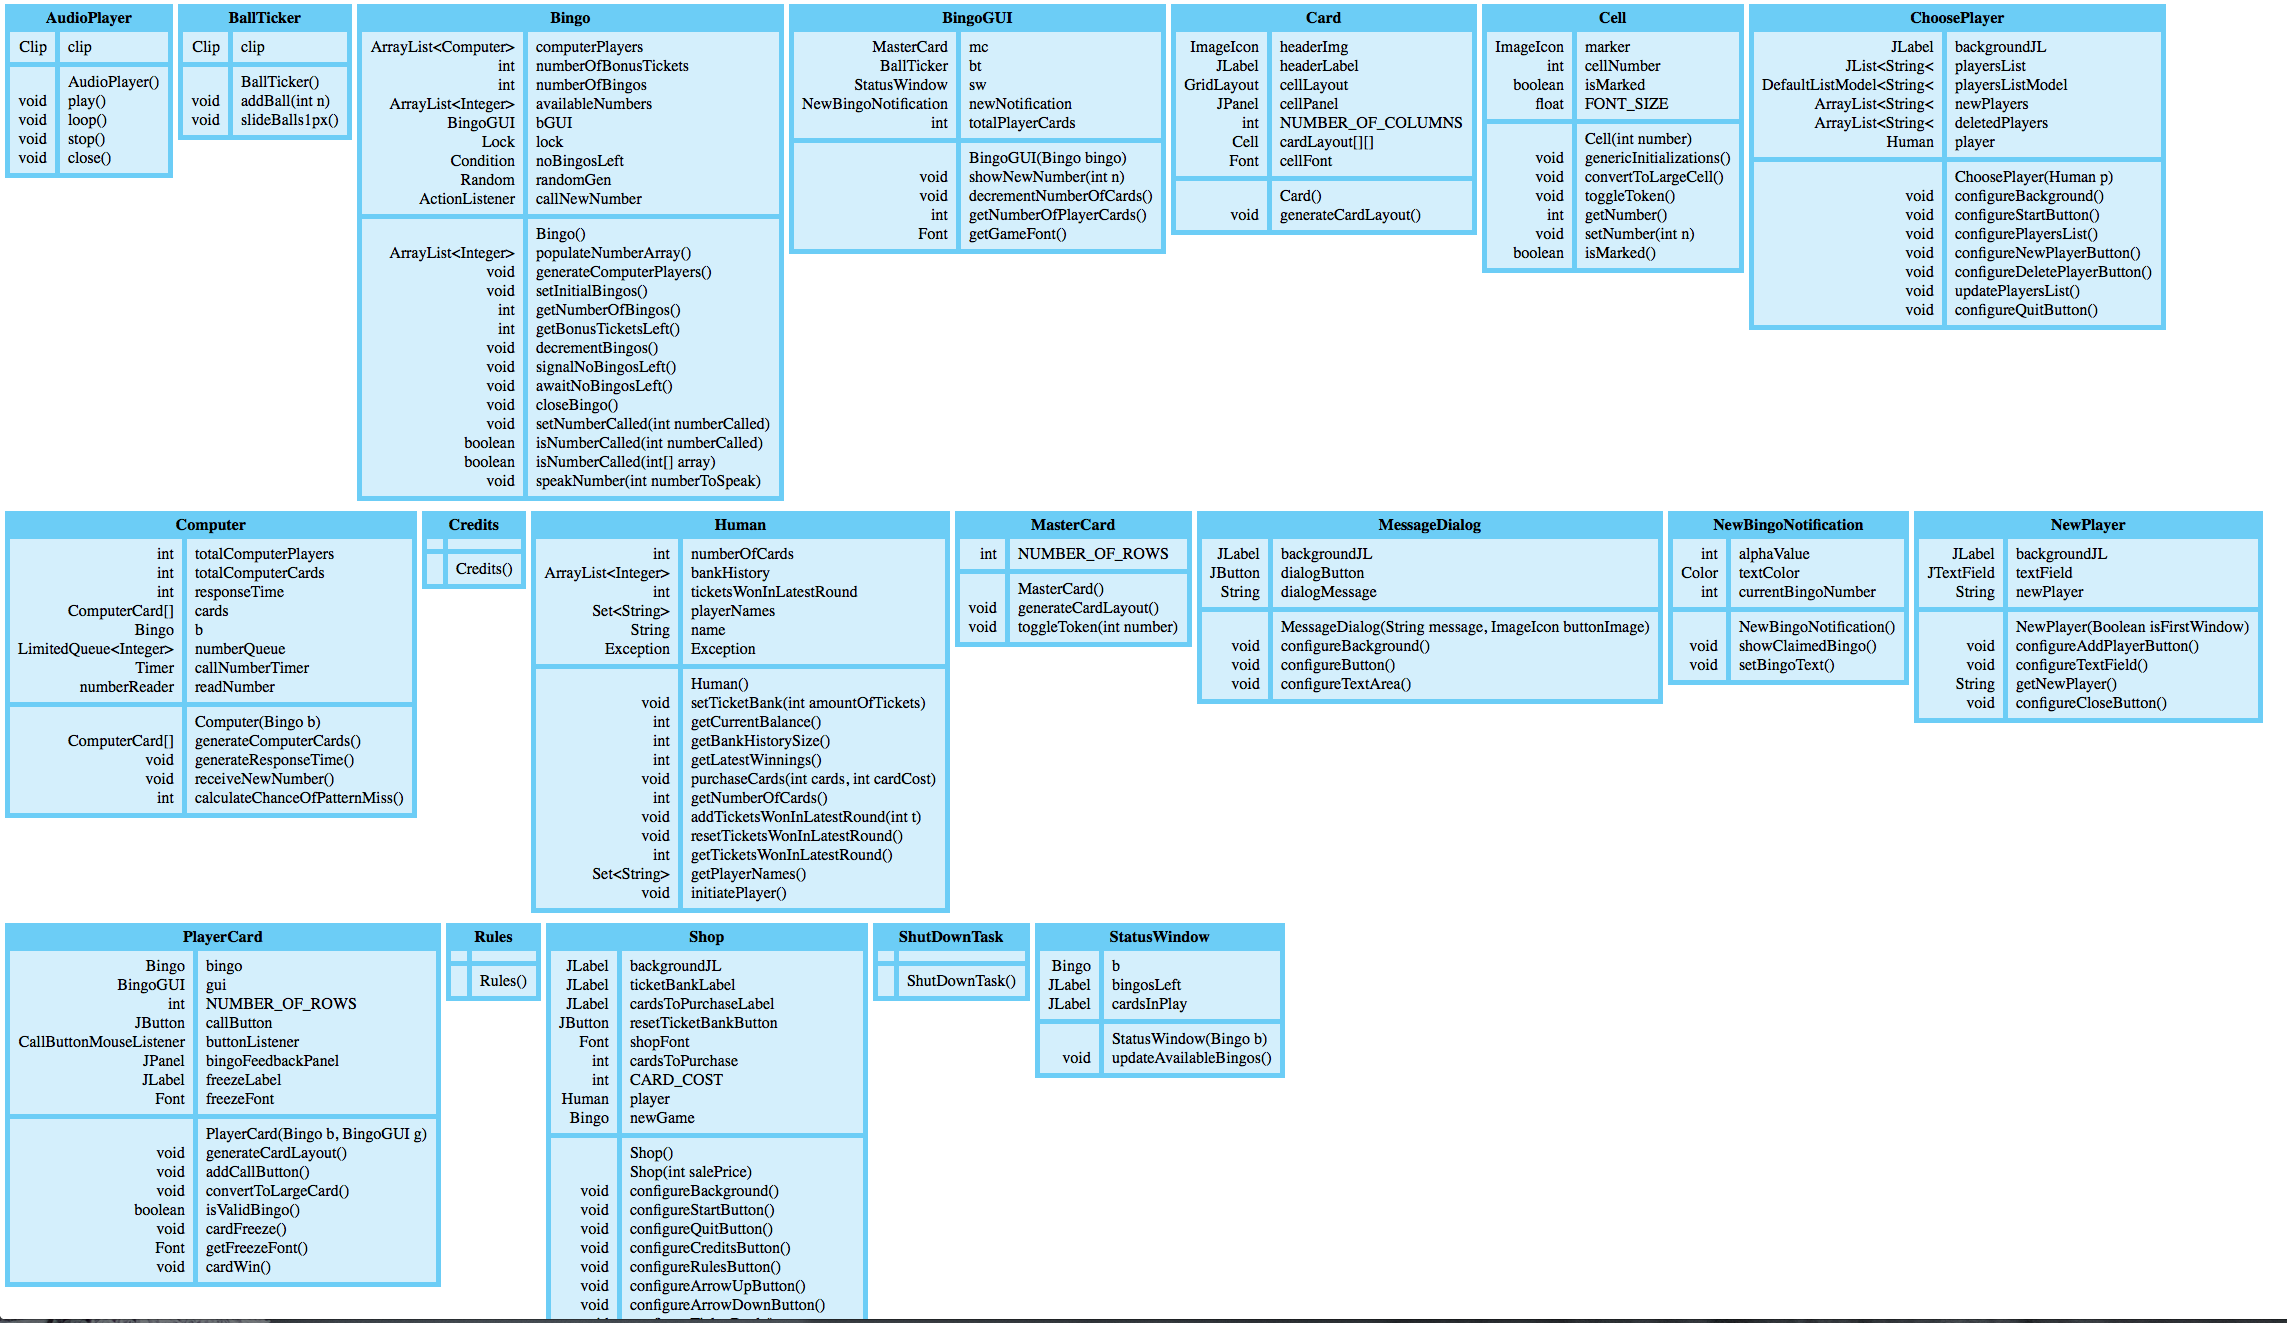 AudioPlayer
Clip clip
AudioPlayer()
void play()
void loop()
void stop()
void close()
BallTicker
Clip clip
BallTicker()
void addBall(int n)
void slideBalls1px()
Bingo
ArrayList<Computer> computerPlayers
int numberOfBonusTickets
int numberOfBingos
ArrayList<Integer> availableNumbers
BingoGUI bGUI
Lock lock
Condition noBingosLeft
Random randomGen
ActionListener callNewNumber
Bingo()
ArrayList<Integer> populateNumberArray()
void generateComputerPlayers()
void setInitialBingos()
int getNumberOfBingos()
int getBonusTicketsLeft()
void decrementBingos()
void signalNoBingosLeft()
void awaitNoBingosLeft()
void closeBingo()
void setNumberCalled(int numberCalled)
boolean isNumberCalled(int numberCalled)
boolean isNumberCalled(int[] array)
void speakNumber(int numberToSpeak)
BingoGUI
MasterCard mc
BallTicker bt
StatusWindow sw
NewBingoNotification newNotification
int totalPlayerCards
BingoGUI(Bingo bingo)
void showNewNumber(int n)
void decrementNumberOfCards()
int getNumberOfPlayerCards()
Font getGameFont()
Card
ImageIcon headerImg
JLabel headerLabel
GridLayout cellLayout
JPanel cellPanel
int NUMBER_OF_COLUMNS
Cell cardLayout[][]
Font cellFont
Card()
void generateCardLayout()
Cell
ImageIcon marker
int cellNumber
boolean isMarked
float FONT_SIZE
Cell(int number)
void genericInitializations()
void convertToLargeCell()
void toggleToken()
int getNumber()
void setNumber(int n)
boolean isMarked()
ChoosePlayer
JLabel backgroundJL
JList<String< playersList
DefaultListModel<String< playersListModel
ArrayList<String< newPlayers
ArrayList<String< deletedPlayers
Human player
ChoosePlayer(Human p)
void configureBackground()
void configureStartButton()
void configurePlayersList()
void configureNewPlayerButton()
void configureDeletePlayerButton()
void updatePlayersList()
void configureQuitButton()
Computer
int totalComputerPlayers
int totalComputerCards
int responseTime
ComputerCard[] cards
Bingo b
LimitedQueue<Integer> numberQueue
Timer callNumberTimer
numberReader readNumber
Computer(Bingo b)
ComputerCard[] generateComputerCards()
void generateResponseTime()
void receiveNewNumber()
int calculateChanceOfPatternMiss()
Credits
Credits()
Human
int numberOfCards
ArrayList<Integer> bankHistory
int ticketsWonInLatestRound
Set<String> playerNames
String name
Exception Exception
Human()
void setTicketBank(int amountOfTickets)
int getCurrentBalance()
int getBankHistorySize()
int getLatestWinnings()
void purchaseCards(int cards, int cardCost)
int getNumberOfCards()
void addTicketsWonInLatestRound(int t)
void resetTicketsWonInLatestRound()
int getTicketsWonInLatestRound()
Set<String> getPlayerNames()
void initiatePlayer()
MasterCard
int NUMBER_OF_ROWS
MasterCard()
void generateCardLayout()
void toggleToken(int number)
MessageDialog
JLabel backgroundJL
JButton dialogButton
String dialogMessage
MessageDialog(String message, ImageIcon buttonImage)
void configureBackground()
void configureButton()
void configureTextArea()
NewBingoNotification
int alphaValue
Color textColor
int currentBingoNumber
NewBingoNotification()
void showClaimedBingo()
void setBingoText()
NewPlayer
JLabel backgroundJL
JTextField textField
String newPlayer
NewPlayer(Boolean isFirstWindow)
void configureAddPlayerButton()
void configureTextField()
String getNewPlayer()
void configureCloseButton()
PlayerCard
Bingo bingo
BingoGUI gui
int NUMBER_OF_ROWS
JButton callButton
CallButtonMouseListener buttonListener
JPanel bingoFeedbackPanel
JLabel freezeLabel
Font freezeFont
PlayerCard(Bingo b, BingoGUI g)
void generateCardLayout()
void addCallButton()
void convertToLargeCard()
boolean isValidBingo()
void cardFreeze()
Font getFreezeFont()
void cardWin()
Rules
Rules()
Shop
JLabel backgroundJL
JLabel ticketBankLabel
JLabel cardsToPurchaseLabel
JButton resetTicketBankButton
Font shopFont
int cardsToPurchase
int CARD_COST
Human player
Bingo newGame
Shop()
Shop(int salePrice)
void configureBackground()
void configureStartButton()
void configureQuitButton()
void configureCreditsButton()
void configureRulesButton()
void configureArrowUpButton()
void configureArrowDownButton()
ShutDownTask
ShutDownTask()
StatusWindow
Bingo b
JLabel bingosLeft
JLabel cardsInPlay
StatusWindow(Bingo b)
void updateAvailableBingos()